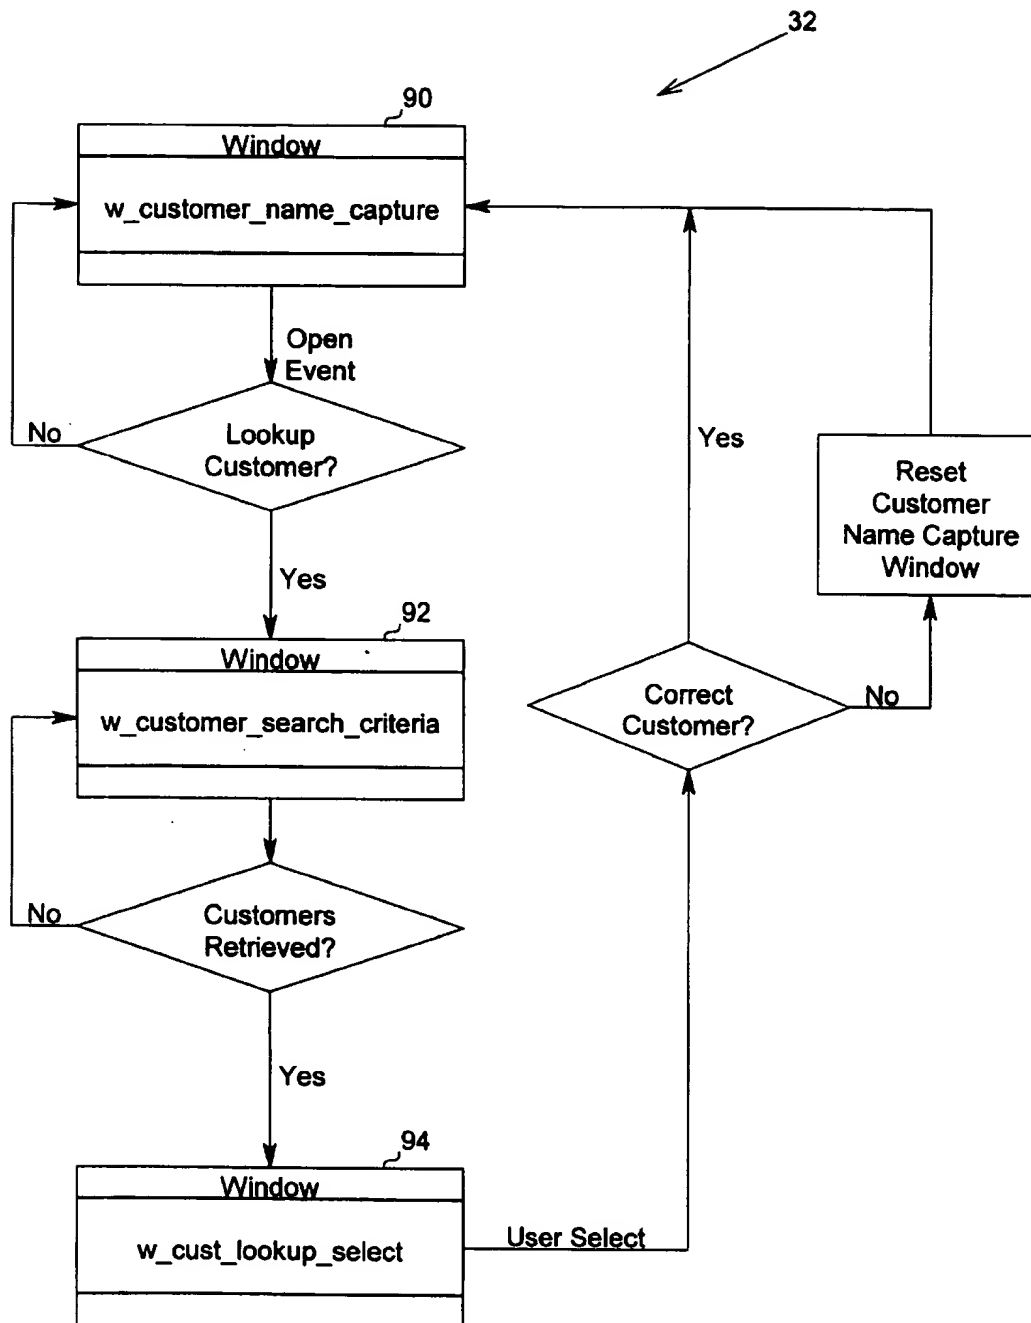 32
90
Window
w_customer_name_capture
Open
Event
No
Lookup
Customer?
Yes
92
Window
w_customer_search_criteria
No
Customers
Retrieved?
Yes
94
Window
w_cust_lookup_select
User Select
Correct
Customer?
Yes
No
Reset
Customer
Name Capture
Window